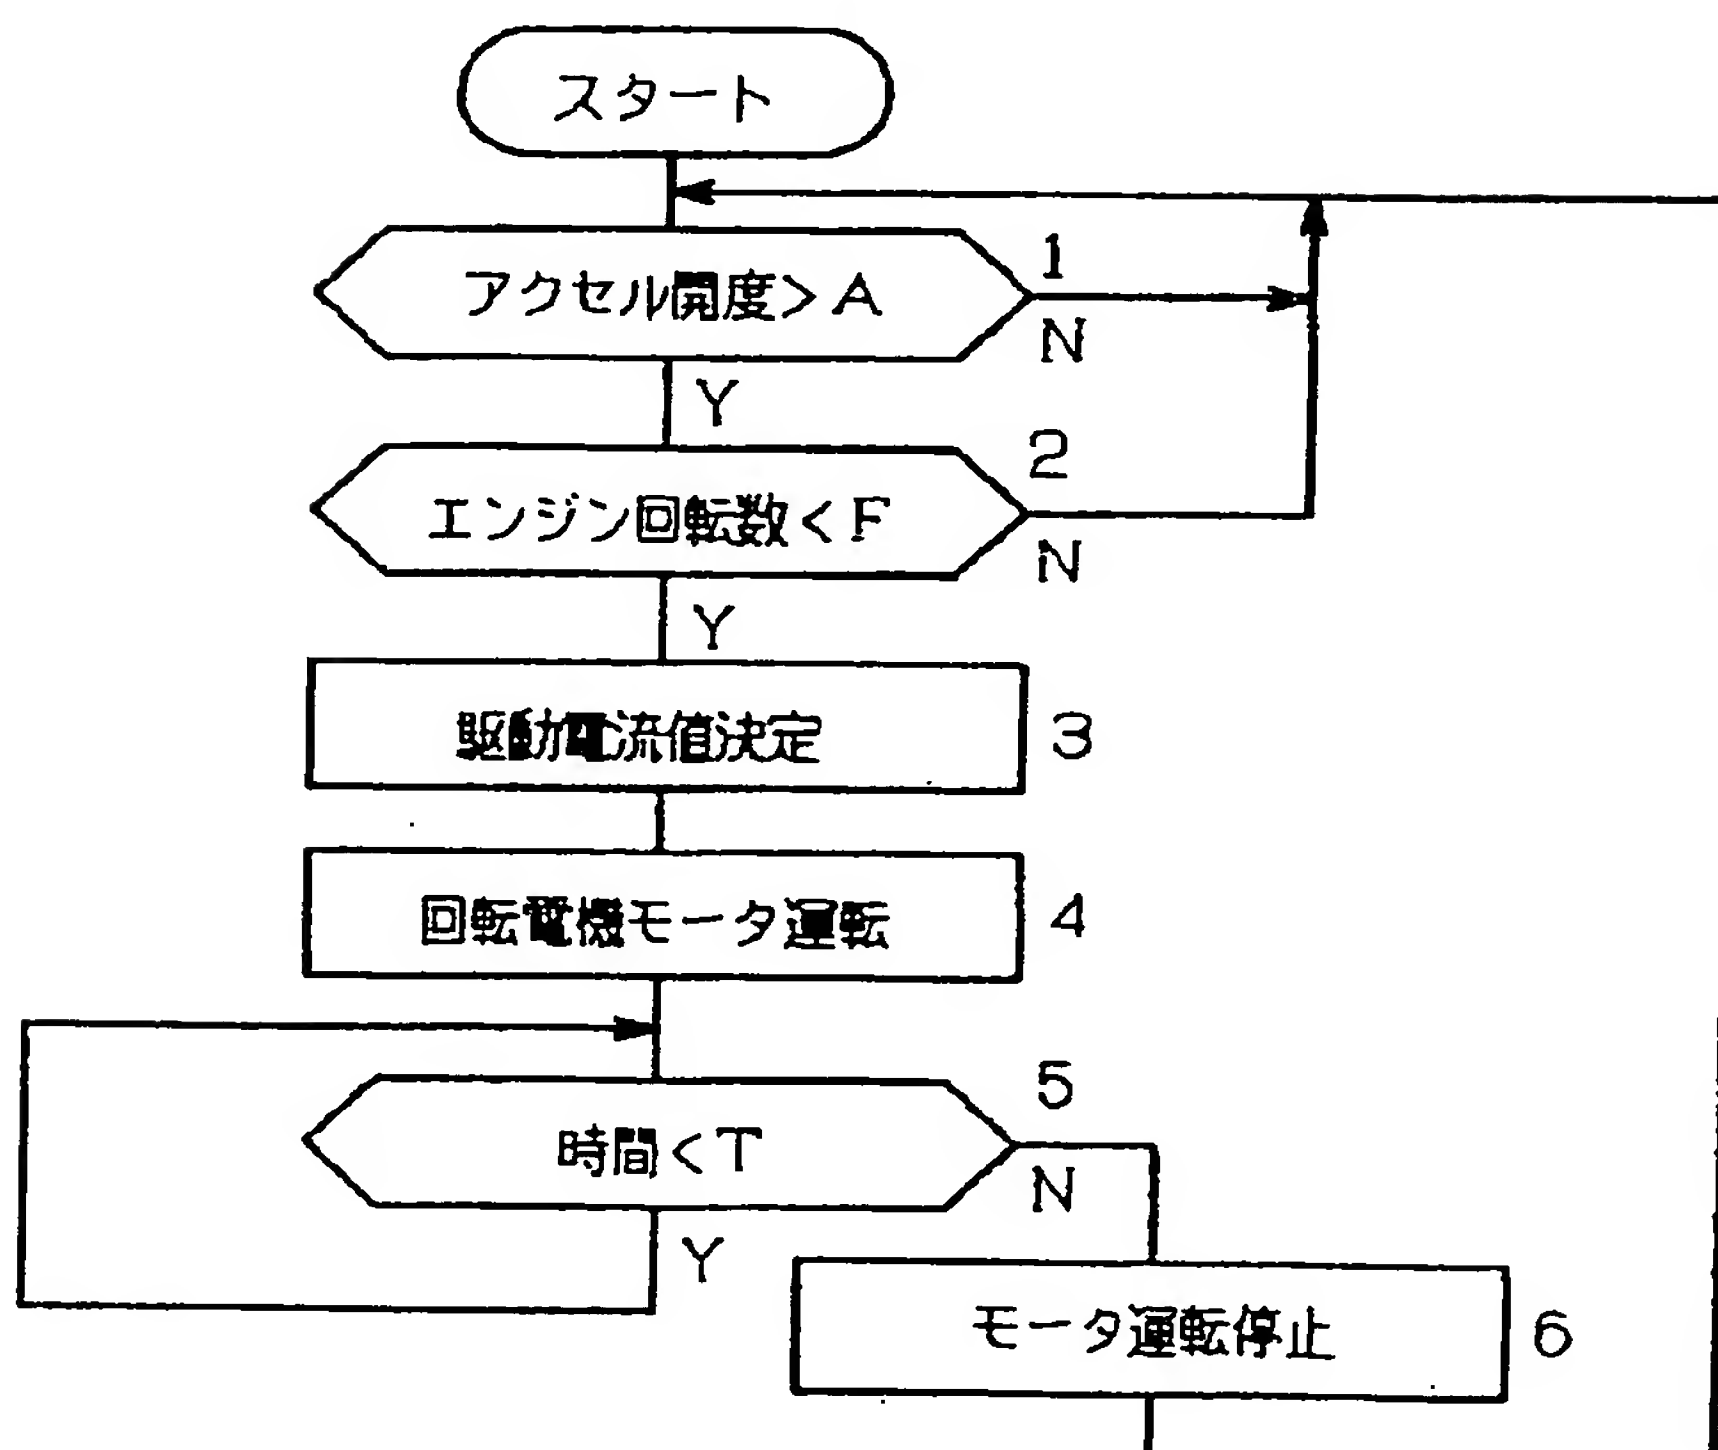 スタート
アクセル開度>A
1
N
Y
2
エンジン回転数<F
N
Y
駆動電流値決定
3
回転電機モータ運転
4
5
時間<T
N
Y
モータ運転停止
6